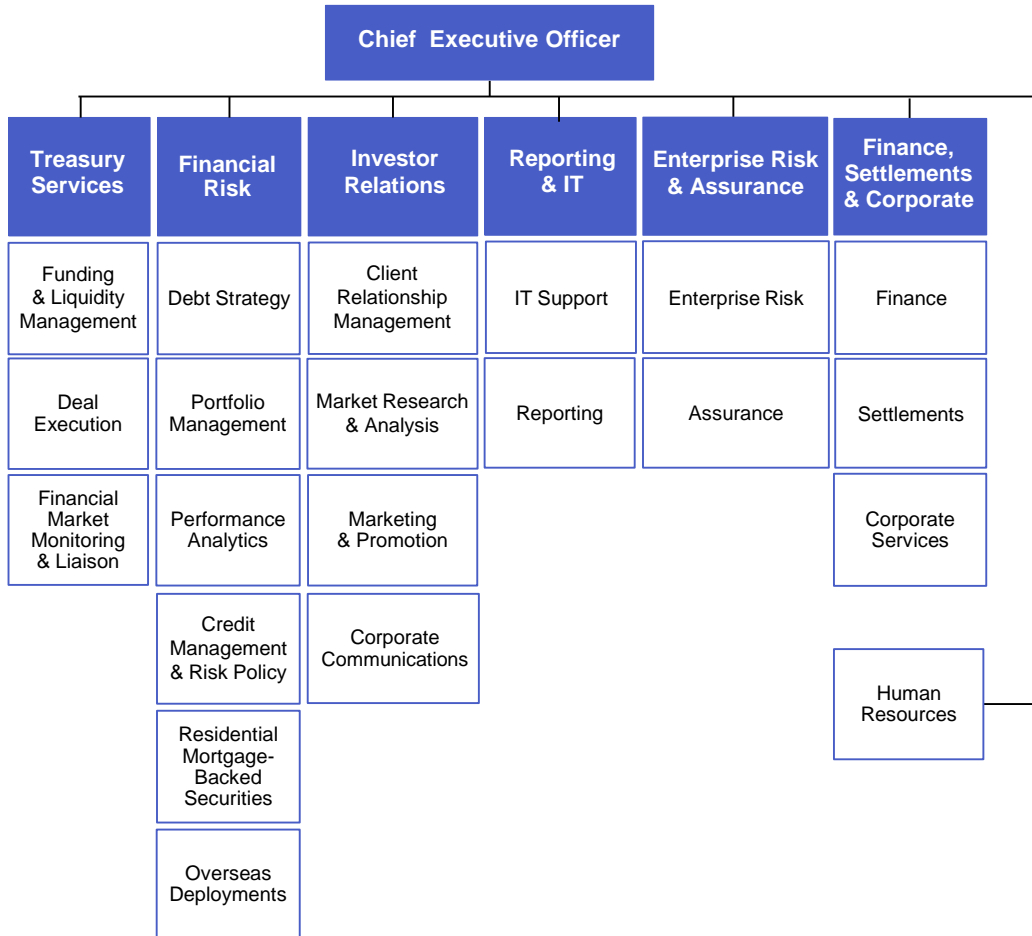 Chief Executive Officer
Treasury
Services
Financial
Risk
Investor
Relations
Reporting
& IT
Enterprise Risk
& Assurance
Finance,
Settlements
& Corporate
Funding
& Liquidity
Management
Debt Strategy
Client
Relationship
Management
IT Support
Enterprise Risk
Finance
Deal
Execution
Portfolio
Management
Market Research
& Analysis
Reporting
Assurance
Settlements
Financial
Market
Monitoring
& Liaison
Performance
Analytics
Marketing
& Promotion
Corporate
Services
Credit
Management
& Risk Policy
Corporate
Communications
Human
Resources
Residential
Mortgage-
Backed
Securities
Overseas
Deployments